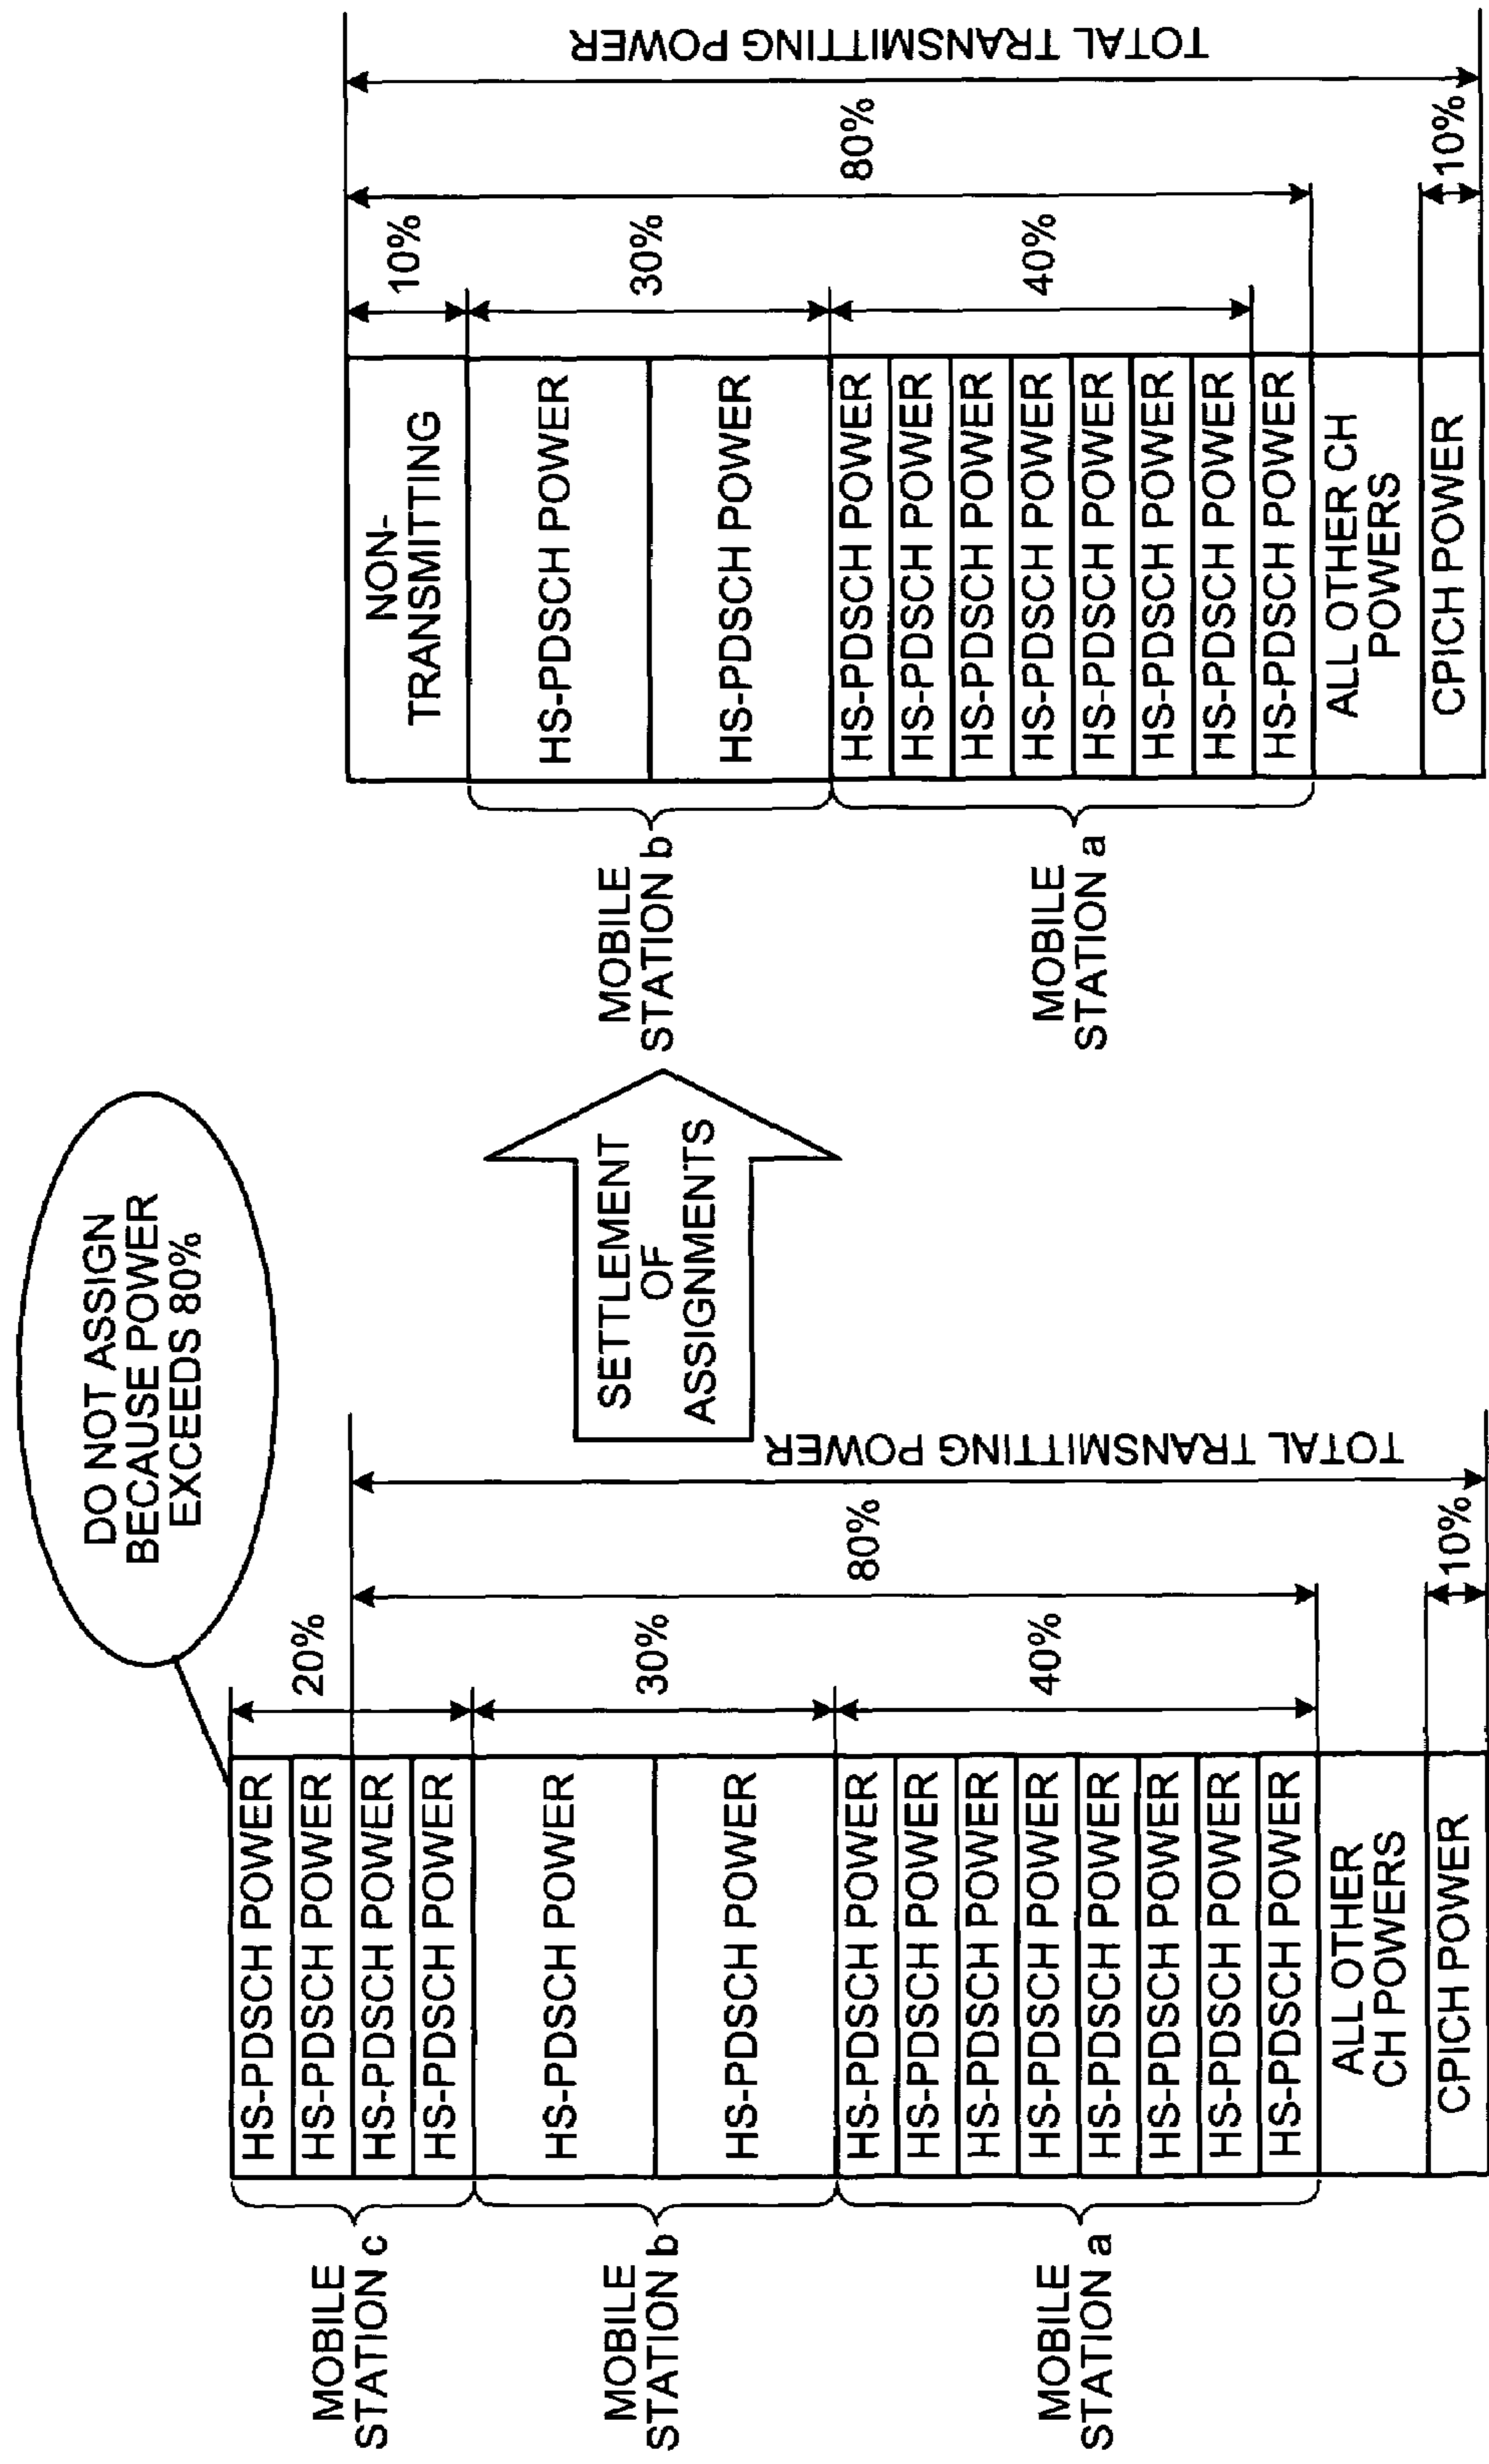 DO NOT ASSIGN
BECAUSE POWER
EXCEEDS 80%
MOBILE
STATION c
MOBILE
STATION b
MOBILE
STATION a
HS-PDSCH POWER
HS-PDSCH POWER
HS-PDSCH POWER
HS-PDSCH POWER
HS-PDSCH POWER
HS-PDSCH POWER
HS-PDSCH POWER
HS-PDSCH POWER
HS-PDSCH POWER
HS-PDSCH POWER
HS-PDSCH POWER
HS-PDSCH POWER
HS-PDSCH POWER
HS-PDSCH POWER
ALL OTHER
CH POWERS
CPICH POWER
20%
30%
40%
80%
10%
TOTAL TRANSMITTING POWER
SETTLEMENT
OF
ASSIGNMENTS
MOBILE
STATION b
MOBILE
STATION a
NON-
TRANSMITTING
HS-PDSCH POWER
HS-PDSCH POWER
HS-PDSCH POWER
HS-PDSCH POWER
HS-PDSCH POWER
HS-PDSCH POWER
HS-PDSCH POWER
HS-PDSCH POWER
HS-PDSCH POWER
HS-PDSCH POWER
ALL OTHER CH
POWERS
CPICH POWER
10%
30%
40%
80%
10%
TOTAL TRANSMITTING POWER